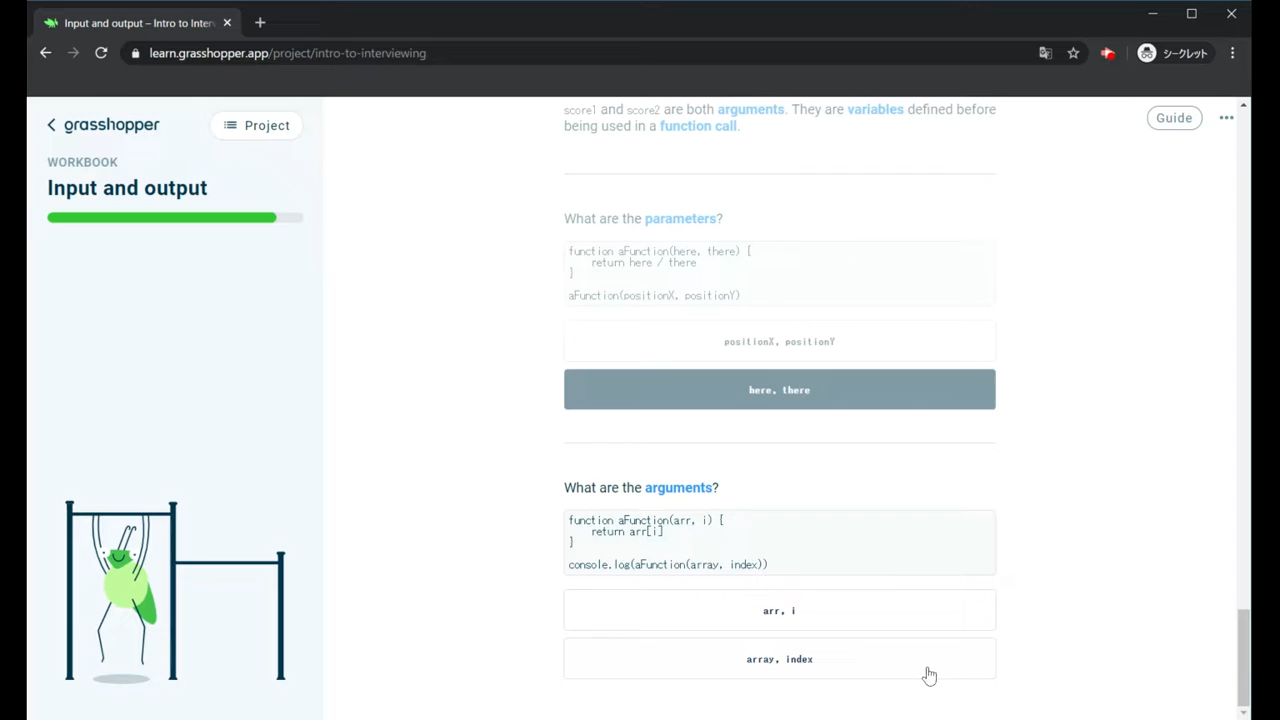 Input and output – Intro to Interv
learn.grasshopper.app/project/intro-to-interviewing
シークレット
grasshopper
Project
WORKBOOK
Input and output
Guide
score1 and score2 are both arguments. They are variables defined before
being used in a function call.
What are the parameters?
function aFunction(here, there) {
return here / there
}
aFunction(positionX, positionY)
positionX, positionY
here, there
What are the arguments?
function aFunction(arr, i) {
return arr[i]
}
console.log(aFunction(array, index))
arr, i
array, index